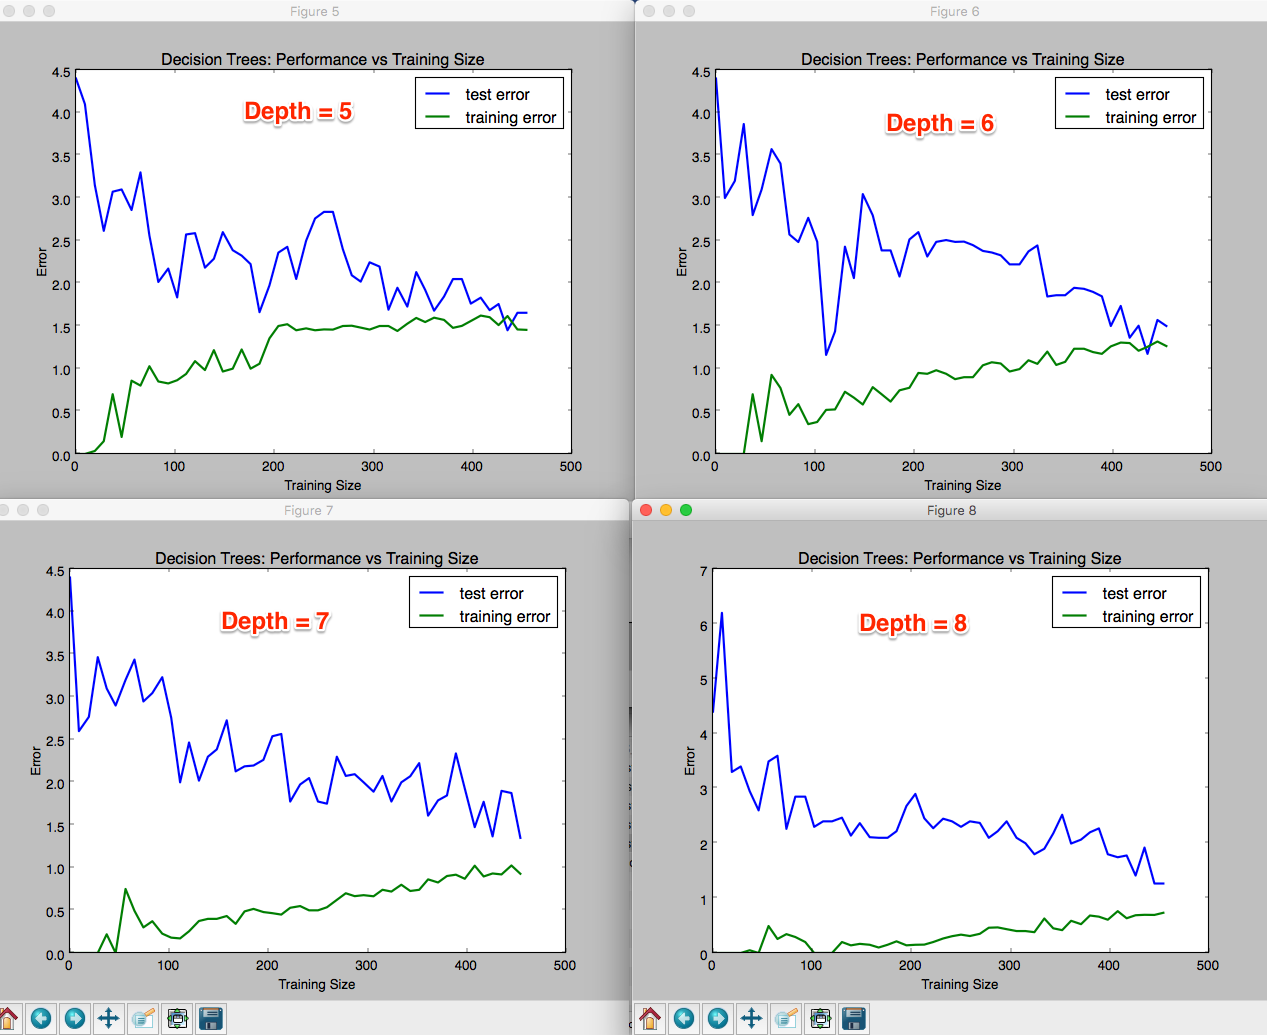 Figure 5
Decision Trees: Performance vs Training Size
Depth = 5
test error
training error
4.5
4.0
3.5
3.0
2.5
2.0
1.5
1.0
0.5
0.0
Error
0
100
200
300
400
500
Training Size
Figure 6
Decision Trees: Performance vs Training Size
Depth = 6
test error
training error
4.5
4.0
3.5
3.0
2.5
2.0
1.5
1.0
0.5
0.0
Error
0
100
200
300
400
500
Training Size
Figure 7
Decision Trees: Performance vs Training Size
Depth = 7
test error
training error
4.5
4.0
3.5
3.0
2.5
2.0
1.5
1.0
0.5
0.0
Error
0
100
200
300
400
500
Training Size
Figure 8
Decision Trees: Performance vs Training Size
Depth = 8
test error
training error
7
6
5
4
3
2
1
0
Error
0
100
200
300
400
500
Training Size